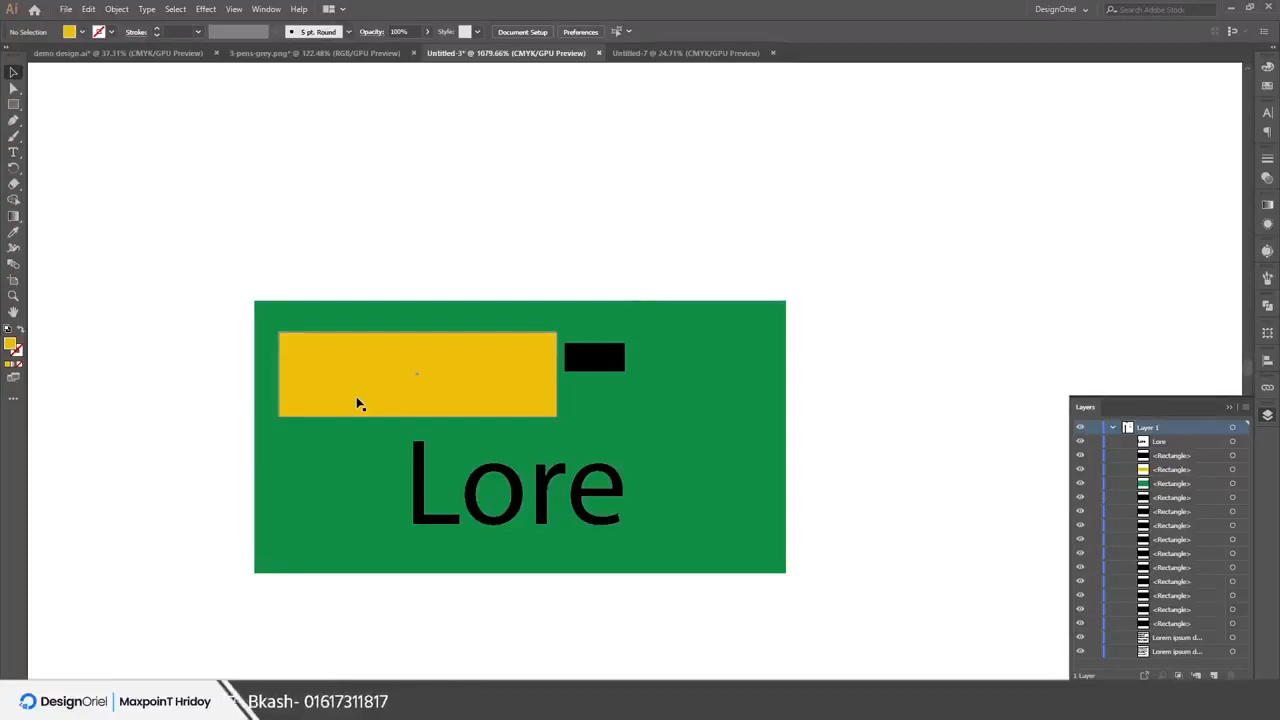 Ai File Edit Object Type Select Effect View Window Help DesignOriel Search Adobe Stock
No Selection Stroke: 5 pt. Round Opacity: 100% Style: Document Setup Preferences
demo design.ai* @ 37.31% (CMYK/GPU Preview) × 3-pens-grey.png* @ 122.48% (RGB/GPU Preview) × Untitled-3* @ 1079.66% (CMYK/GPU Preview) × Untitled-7 @ 24.71% (CMYK/GPU Preview) ×
Lore
Layers
Layer 1
Lore
<Rectangle>
<Rectangle>
<Rectangle>
<Rectangle>
<Rectangle>
<Rectangle>
<Rectangle>
<Rectangle>
<Rectangle>
<Rectangle>
<Rectangle>
<Rectangle>
<Rectangle>
Lorem ipsum d...
Lorem ipsum d...
1 Layer
DesignOriel MaxpoinT Hridoy Bkash- 01617311817